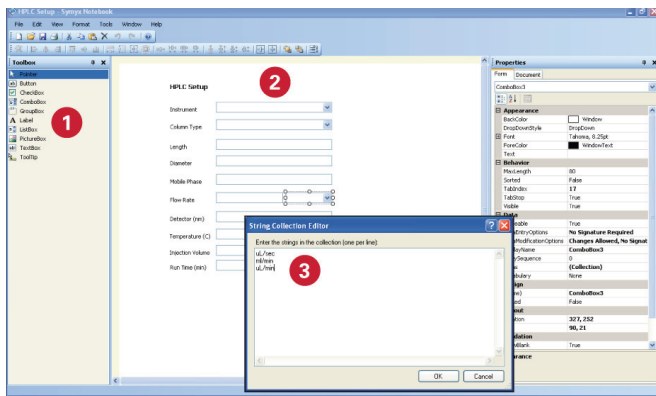 HPLC Setup - Symyx Notebook
File Edit View Format Tools Window Help
Toolbox
Pointer
Button
CheckBox
ComboBox
GroupBox
Label
ListBox
PictureBox
TextBox
ToolTip
1
2
HPLC Setup
Instrument
Column Type
Length
Diameter
Mobile Phase
Flow Rate
Detector (nm)
Temperature (C)
Injection Volume
Run Time (min)
String Collection Editor
Enter the strings in the collection (one per line)
uL/sec
ml/min
uL/min
3
OK Cancel
Properties
Form Document
ComboBox3
Appearance
BackColor Window
DropDownStyle DropDown
Font Tahoma, 8.25pt
ForeColor WindowText
Text
Behavior
MaxLength 80
Sorted False
TabIndex 17
TabStop True
Visible True
Data
True
No Signature Required
Changes Allowed, No Signat
ComboBox3
0
(Collection)
None
ComboBox3
False
327, 252
90, 21
True